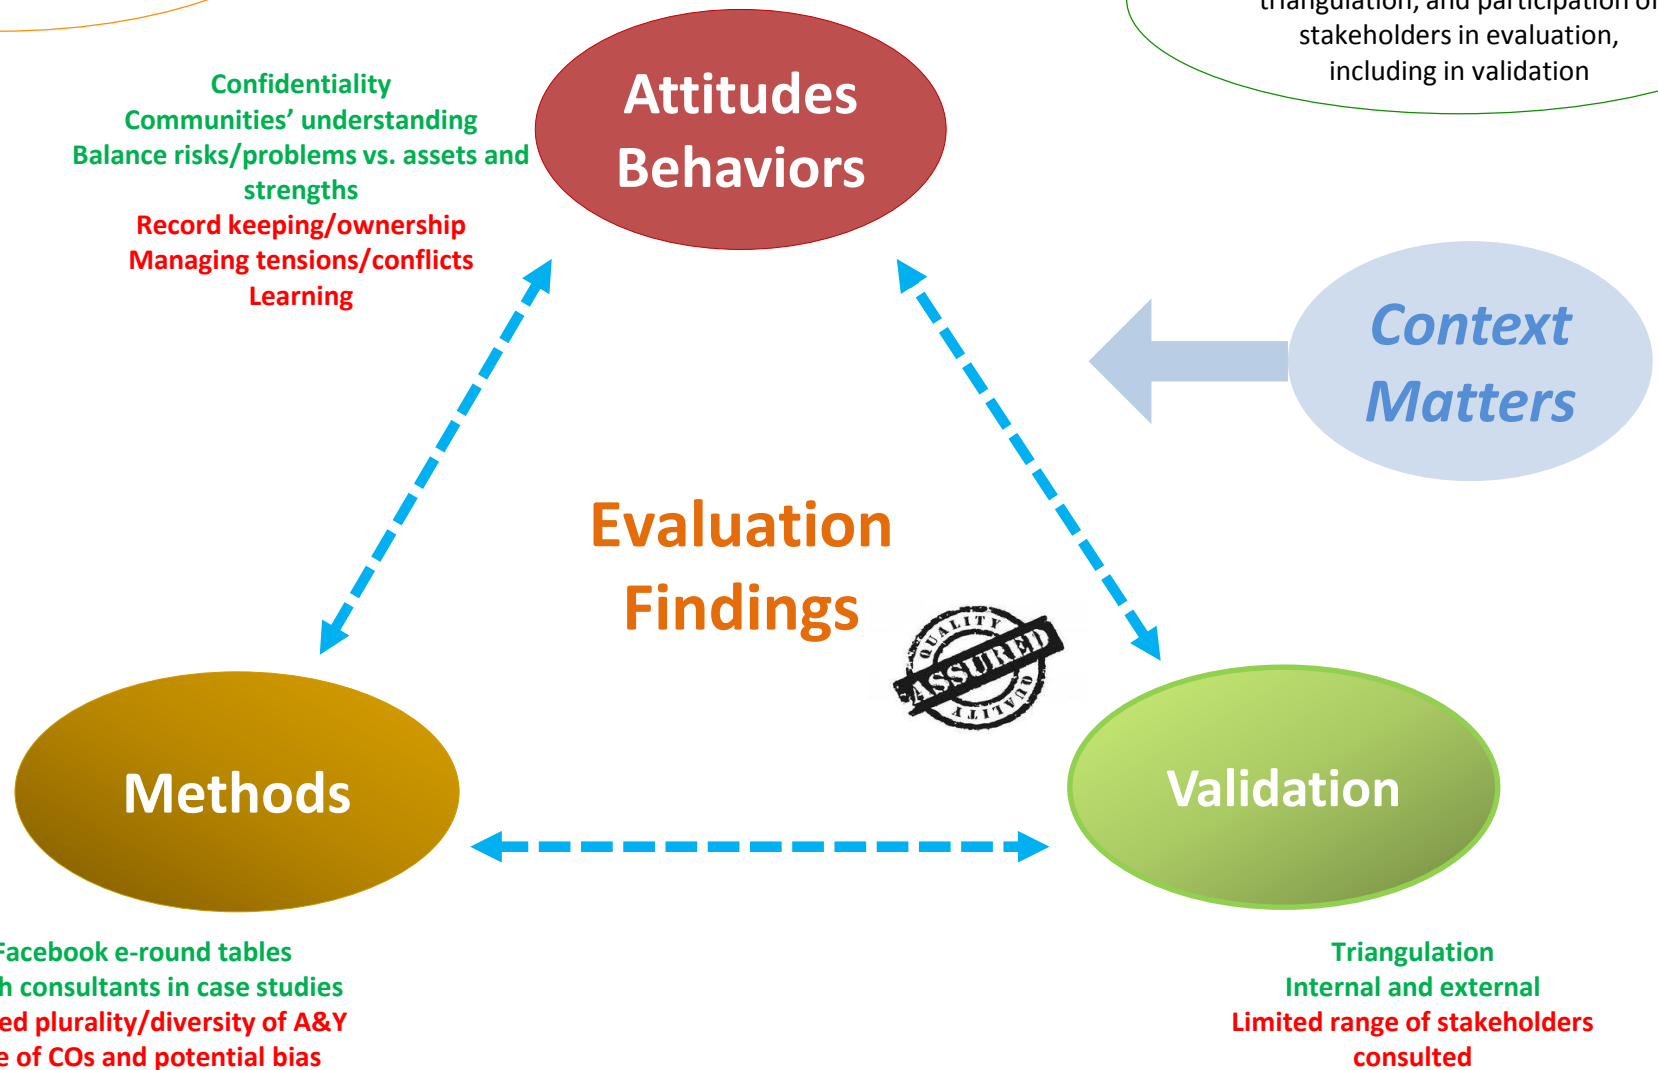 triangulation, and participation of
stakeholders in evaluation,
including in validation
Attitudes
Behaviors
Confidentiality
Communities’ understanding
Balance risks/problems vs. assets and
strengths
Record keeping/ownership
Managing tensions/conflicts
Learning
Context
Matters
Evaluation
Findings
QUALITY
ASSURED
QUALITY
Methods
Validation
Facebook e-round tables
consultants in case studies
plurality/diversity of A&Y
of COs and potential bias
Triangulation
Internal and external
Limited range of stakeholders
consulted